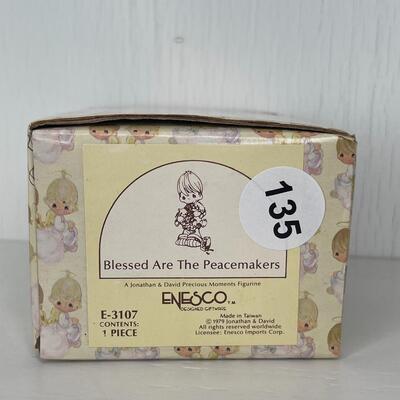 135
Blessed Are The Peacemakers
A Jonathan & David Precious Moments Figurine
ENESCO T.M.
DESIGNED GIFTWARE
E-3107
CONTENTS:
1 PIECE
Made in Taiwan
© 1979 Jonathan & David
All rights reserved worldwide
Licensee: Enesco Imports Corp.